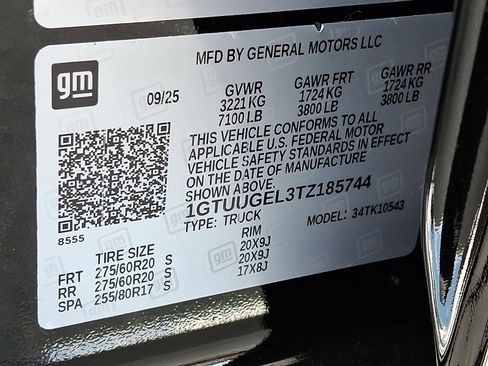 MFD BY GENERAL MOTORS LLC
gm
09/25 GVWR GAWR FRT GAWR RR
3221 KG 1724 KG 1724 KG
7100 LB 3800 LB 3800 LB
THIS VEHICLE CONFORMS TO ALL
APPLICABLE U.S. FEDERAL MOTOR
VEHICLE SAFETY STANDARDS IN EFFECT
ON THE DATE OF MANUFACTURE
SHOWN ABOVE.
1GTUUGEL3TZ185744
TYPE: TRUCK MODEL: 34TK10543
8555
TIRE SIZE RIM
FRT 275/60R20 S 20X9J
RR 275/60R20 S 20X9J
SPA 255/80R17 S 17X8J